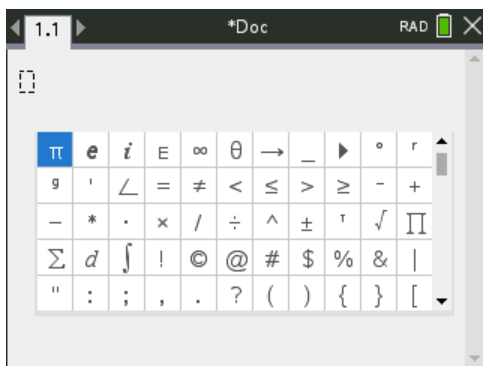 1.1 *Doc RAD
π e i E ∞ θ → _ ▶ ° r
g ' ∠ = ≠ < ≤ > ≥ - +
− * · × / ÷ ^ ± ᵀ √ ∏
Σ d ∫ ! © @ # $ % & |
" : ; , . ? ( ) { } [